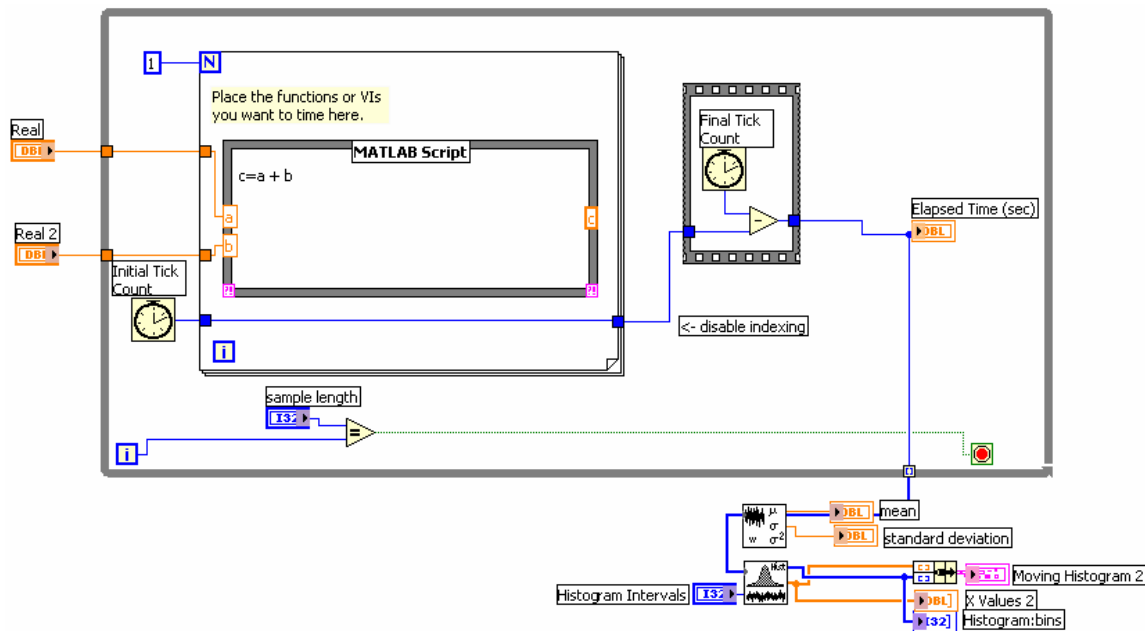 1
N
Place the functions or VIs
you want to time here.
Real
DBL
MATLAB Script
c=a + b
a
b
c
Real 2
DBL
Initial Tick
Count
i
Final Tick
Count
-
Elapsed Time (sec)
DBL
<- disable indexing
sample length
I32
=
i
μ
σ
w σ²
DBL
mean
DBL
standard deviation
Hist
Histogram Intervals
I32
Moving Histogram 2
DBL]
X Values 2
I32]
Histogram:bins